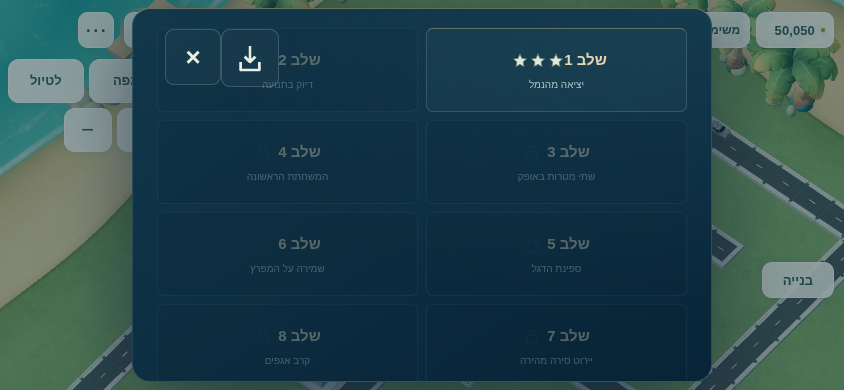 50,050
משימ
...
לטיול
מפה
−
בנייה
שלב 1 ★★★
יציאה מהנמל
שלב 2
דיוק בתנועה
שלב 3
שתי מטרות באופק
שלב 4
המשחתת הראשונה
שלב 5
ספינת הדגל
שלב 6
שמירה על המפרץ
שלב 7
יירוט סירה מהירה
שלב 8
קרב אגפים